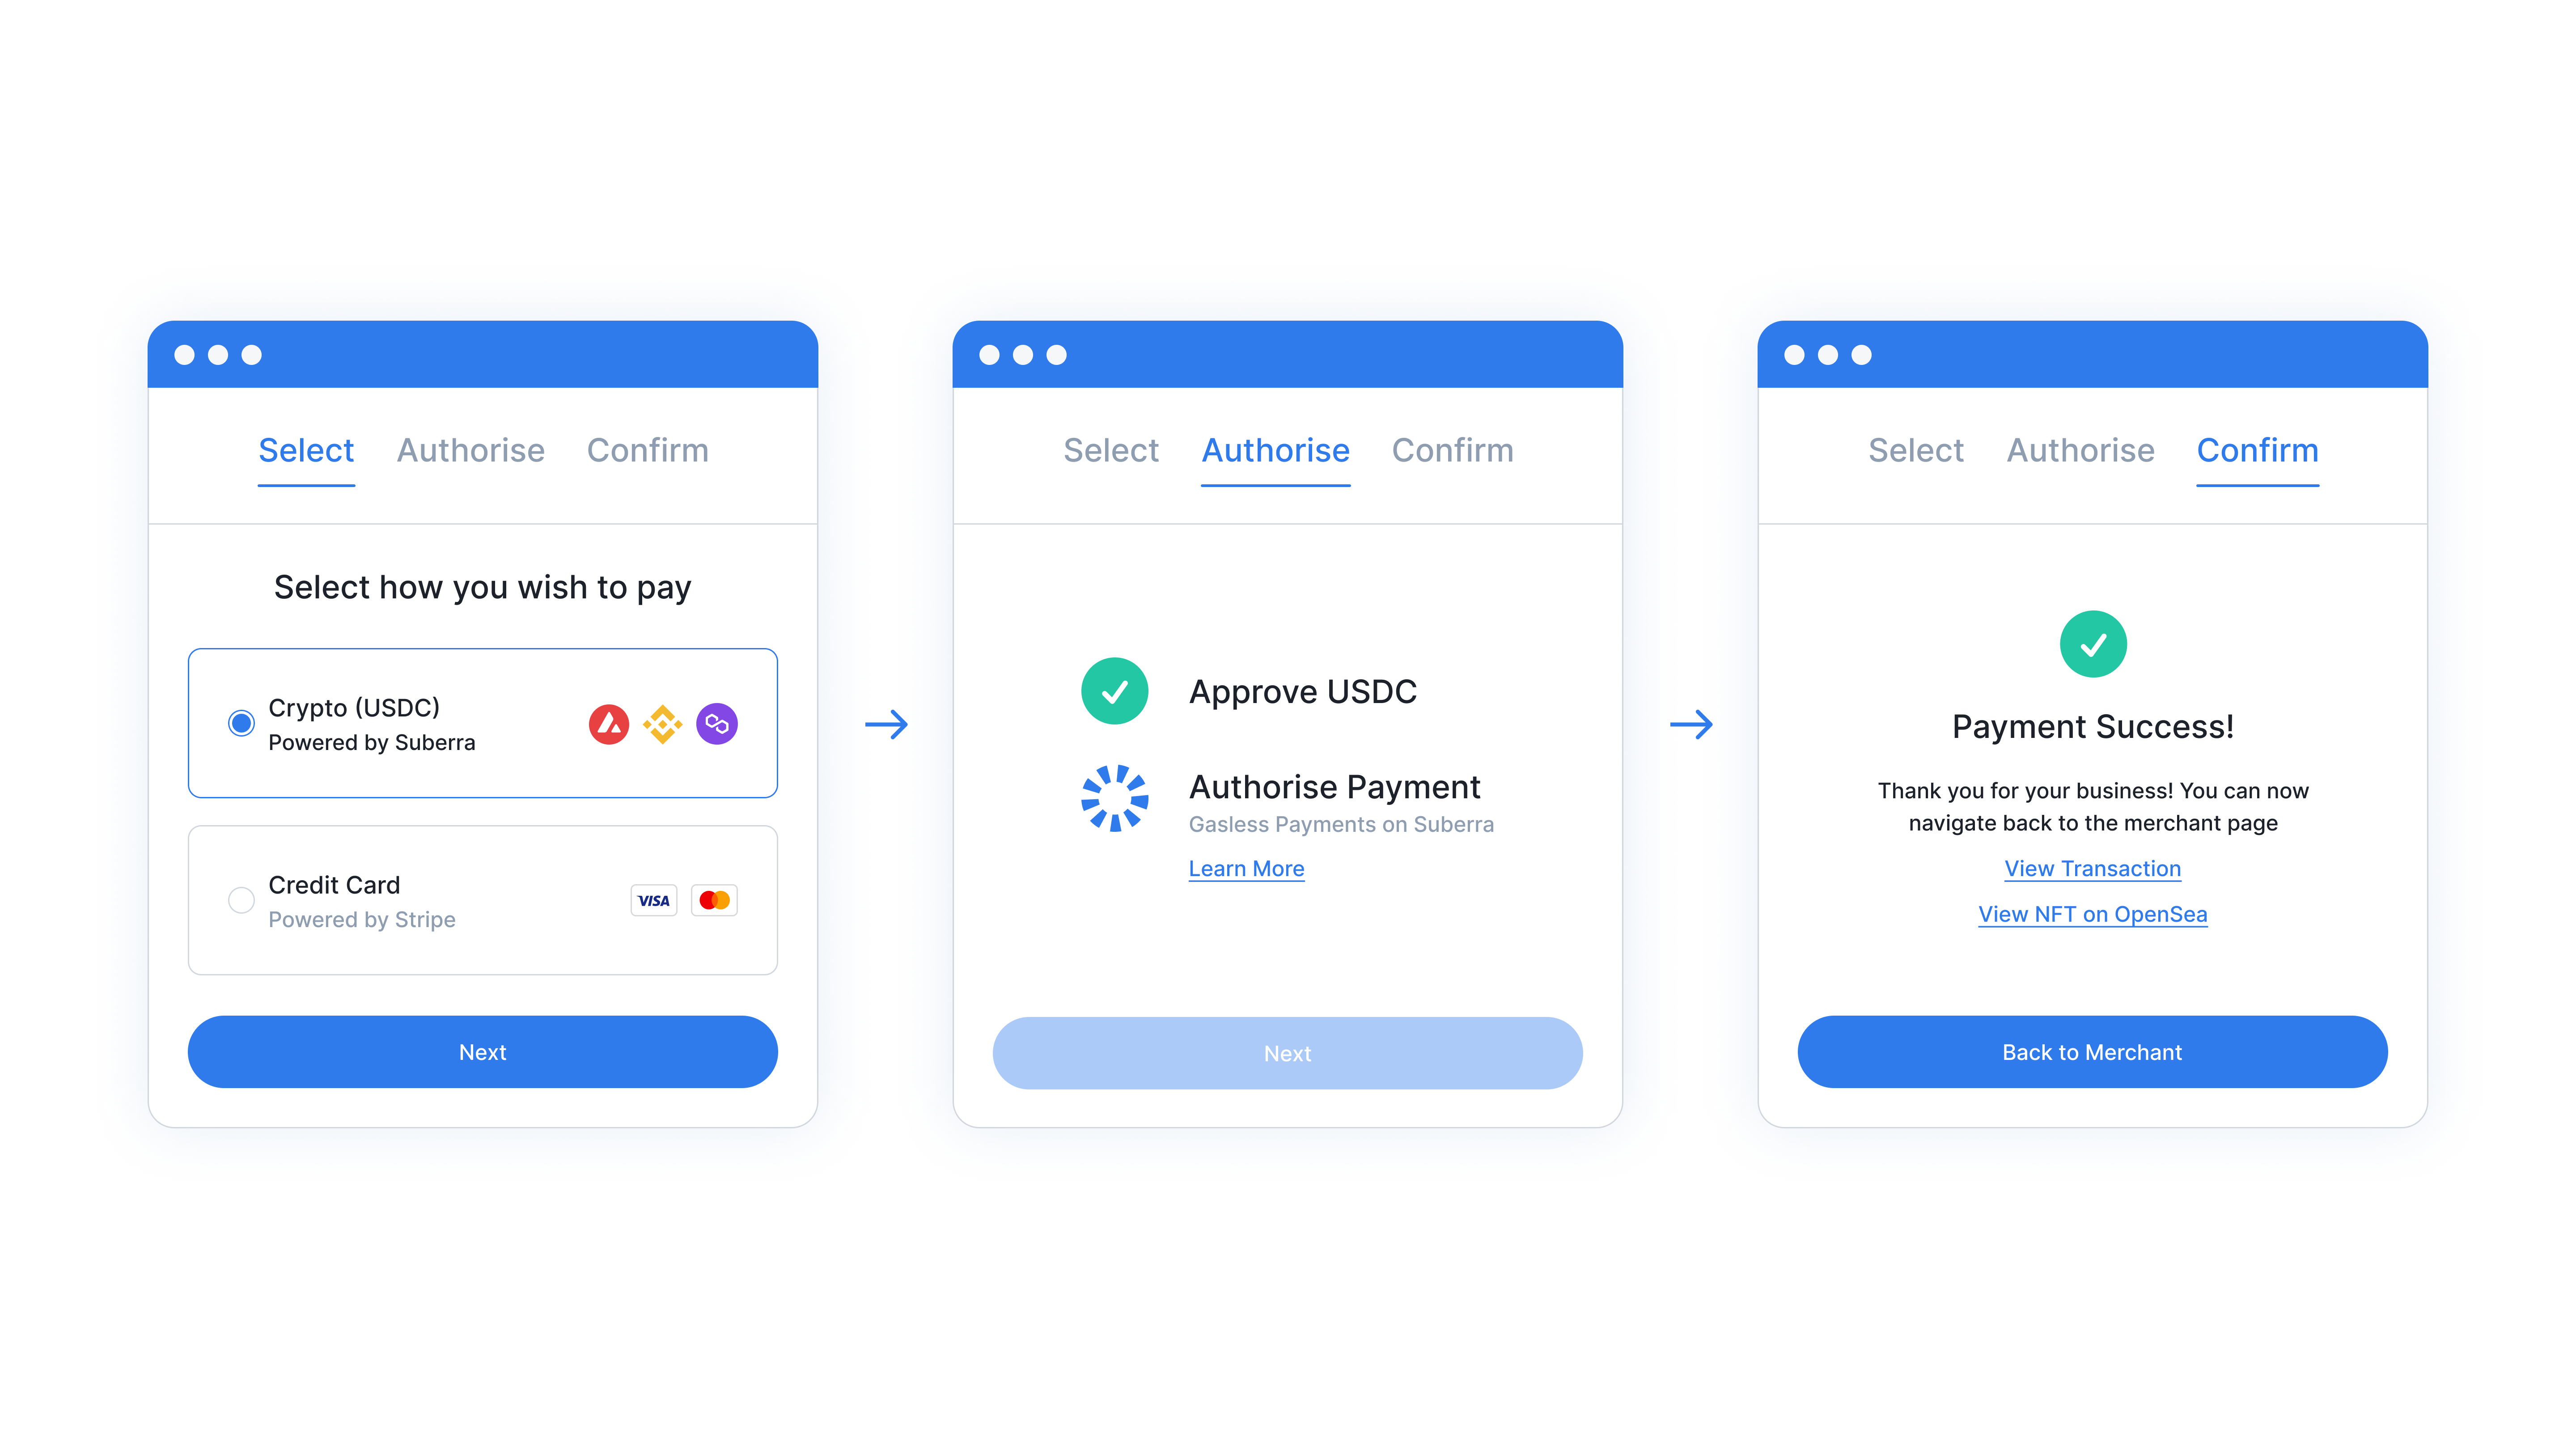 Select Authorise Confirm
Select how you wish to pay
Crypto (USDC)
Powered by Suberra
Credit Card
Powered by Stripe
VISA
Next
Select Authorise Confirm
Approve USDC
Authorise Payment
Gasless Payments on Suberra
Learn More
Next
Select Authorise Confirm
Payment Success!
Thank you for your business! You can now
navigate back to the merchant page
View Transaction
View NFT on OpenSea
Back to Merchant